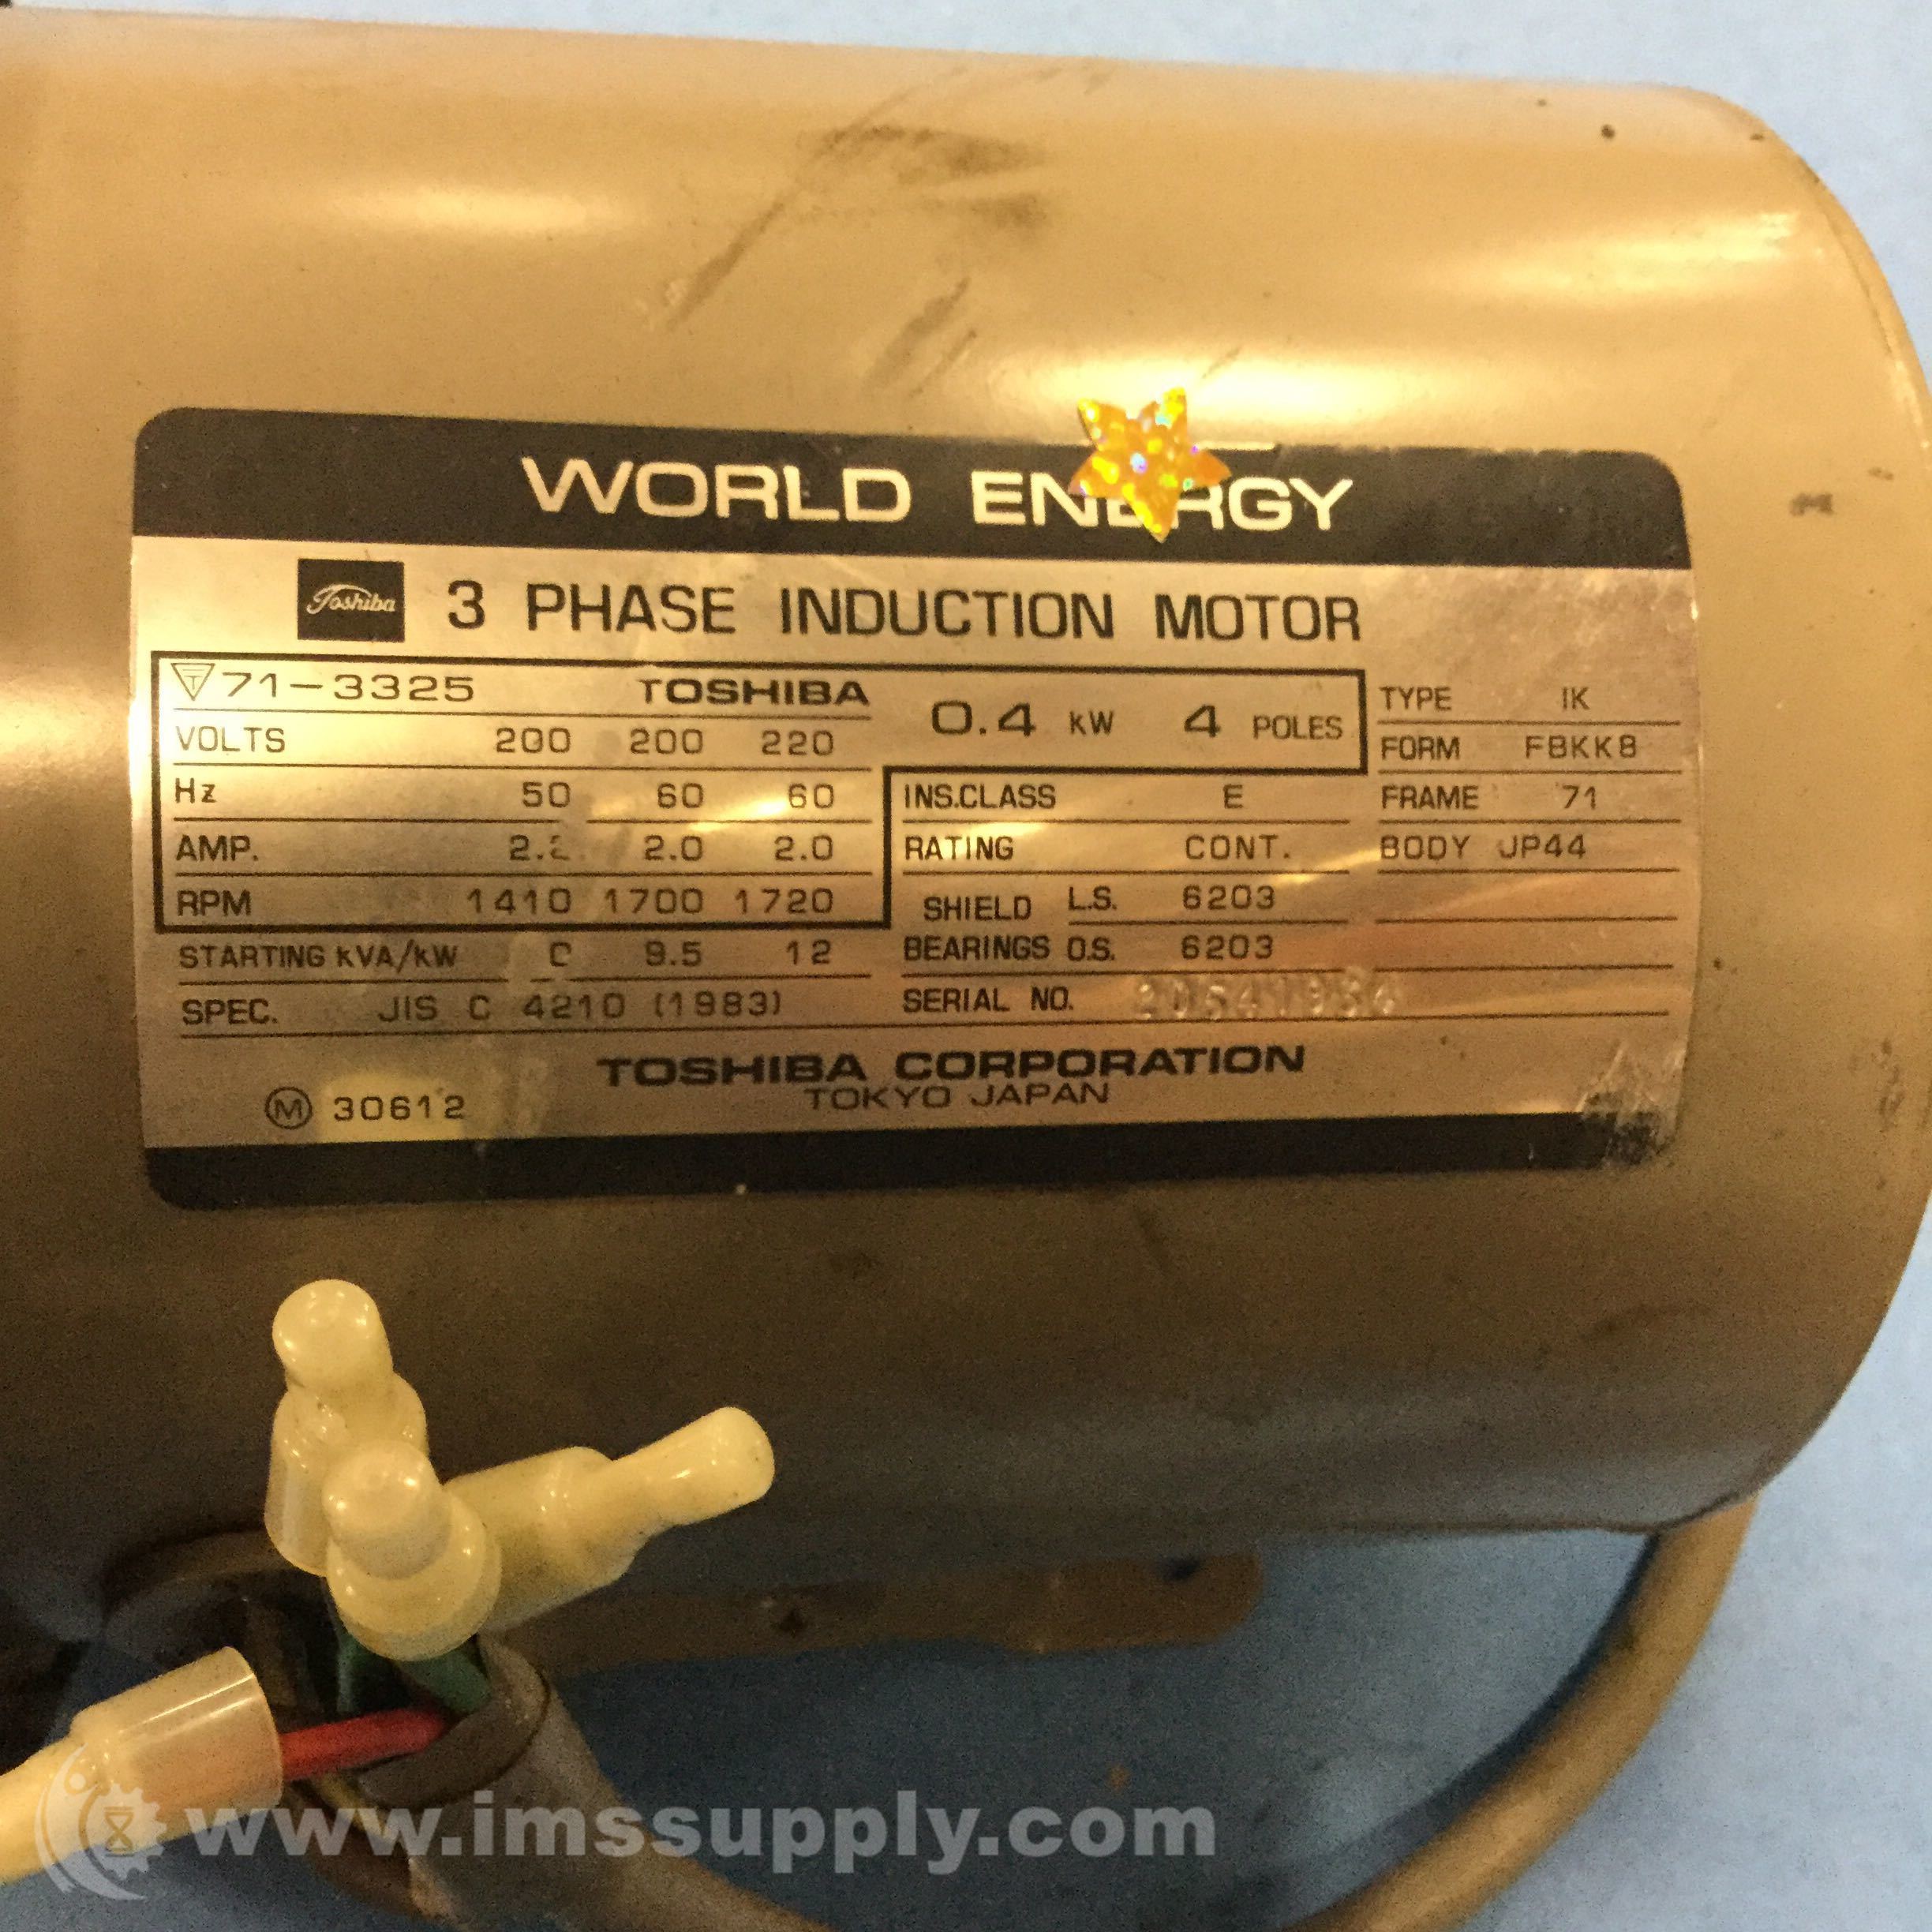 WORLD ENERGY
Toshiba 3 PHASE INDUCTION MOTOR
71-3325 TOSHIBA 0.4 kW 4 POLES TYPE IK
VOLTS 200 200 220 FORM FBKK8
Hz 50 60 60 INS.CLASS E FRAME 71
AMP. 2.2 2.0 2.0 RATING CONT. BODY JP44
RPM 1410 1700 1720 SHIELD L.S. 6203
STARTING kVA/kW 9.5 12 BEARINGS O.S. 6203
SPEC. JIS C 4210 (1983) SERIAL NO.
TOSHIBA CORPORATION
TOKYO JAPAN
M 30612
www.imssupply.com